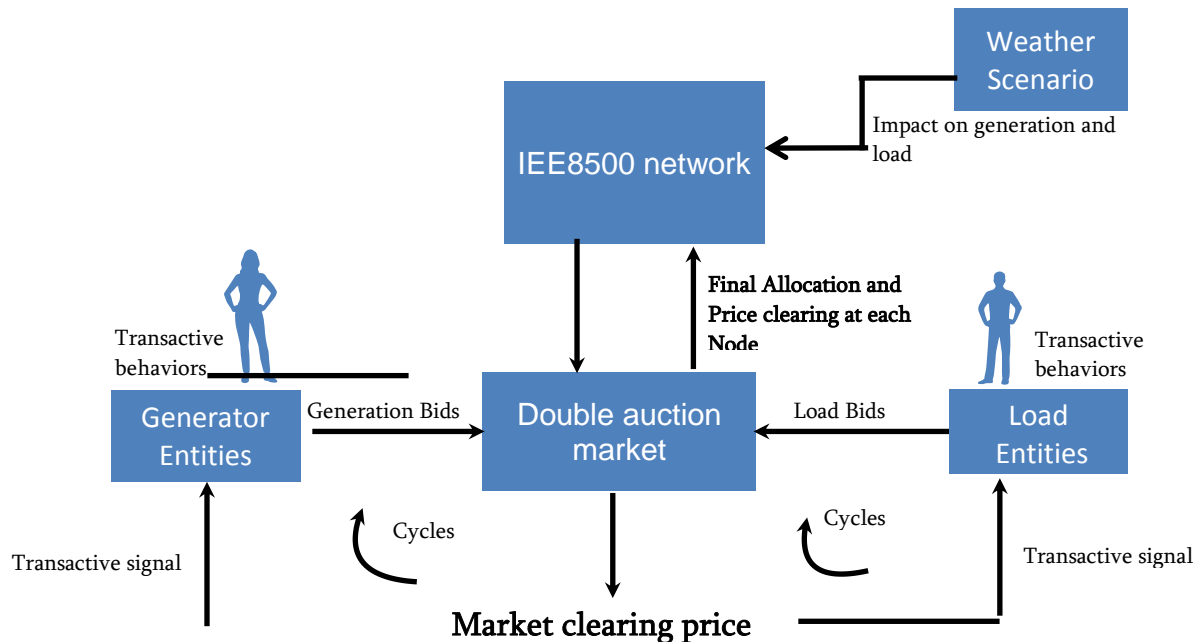 Weather
Scenario
Impact on generation and
load
IEE8500 network
Final Allocation and
Price clearing at each
Node
Transactive
behaviors
Transactive
behaviors
Generator
Entities
Generation Bids
Double auction
market
Load Bids
Load
Entities
Cycles
Cycles
Transactive signal
Transactive signal
Market clearing price